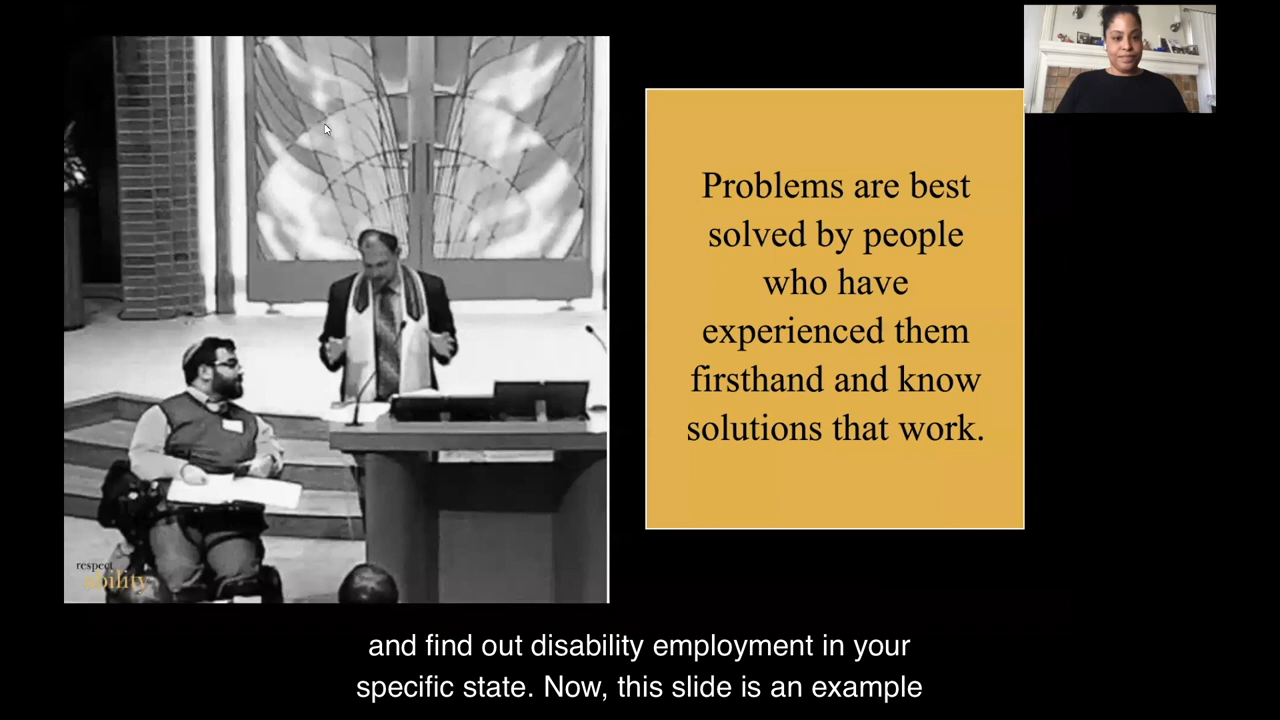 Problems are best
solved by people
who have
experienced them
firsthand and know
solutions that work.
respect
ability
and find out disability employment in your
specific state. Now, this slide is an example